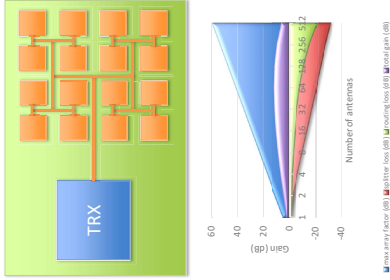 TRX
60
40
20
0
-20
-40
Gain (dB)
1 2 4 8 16 32 64 128 256 512
Number of antennas
max array factor (dB) splitter loss (dB) routing loss (dB) total gain (dB)